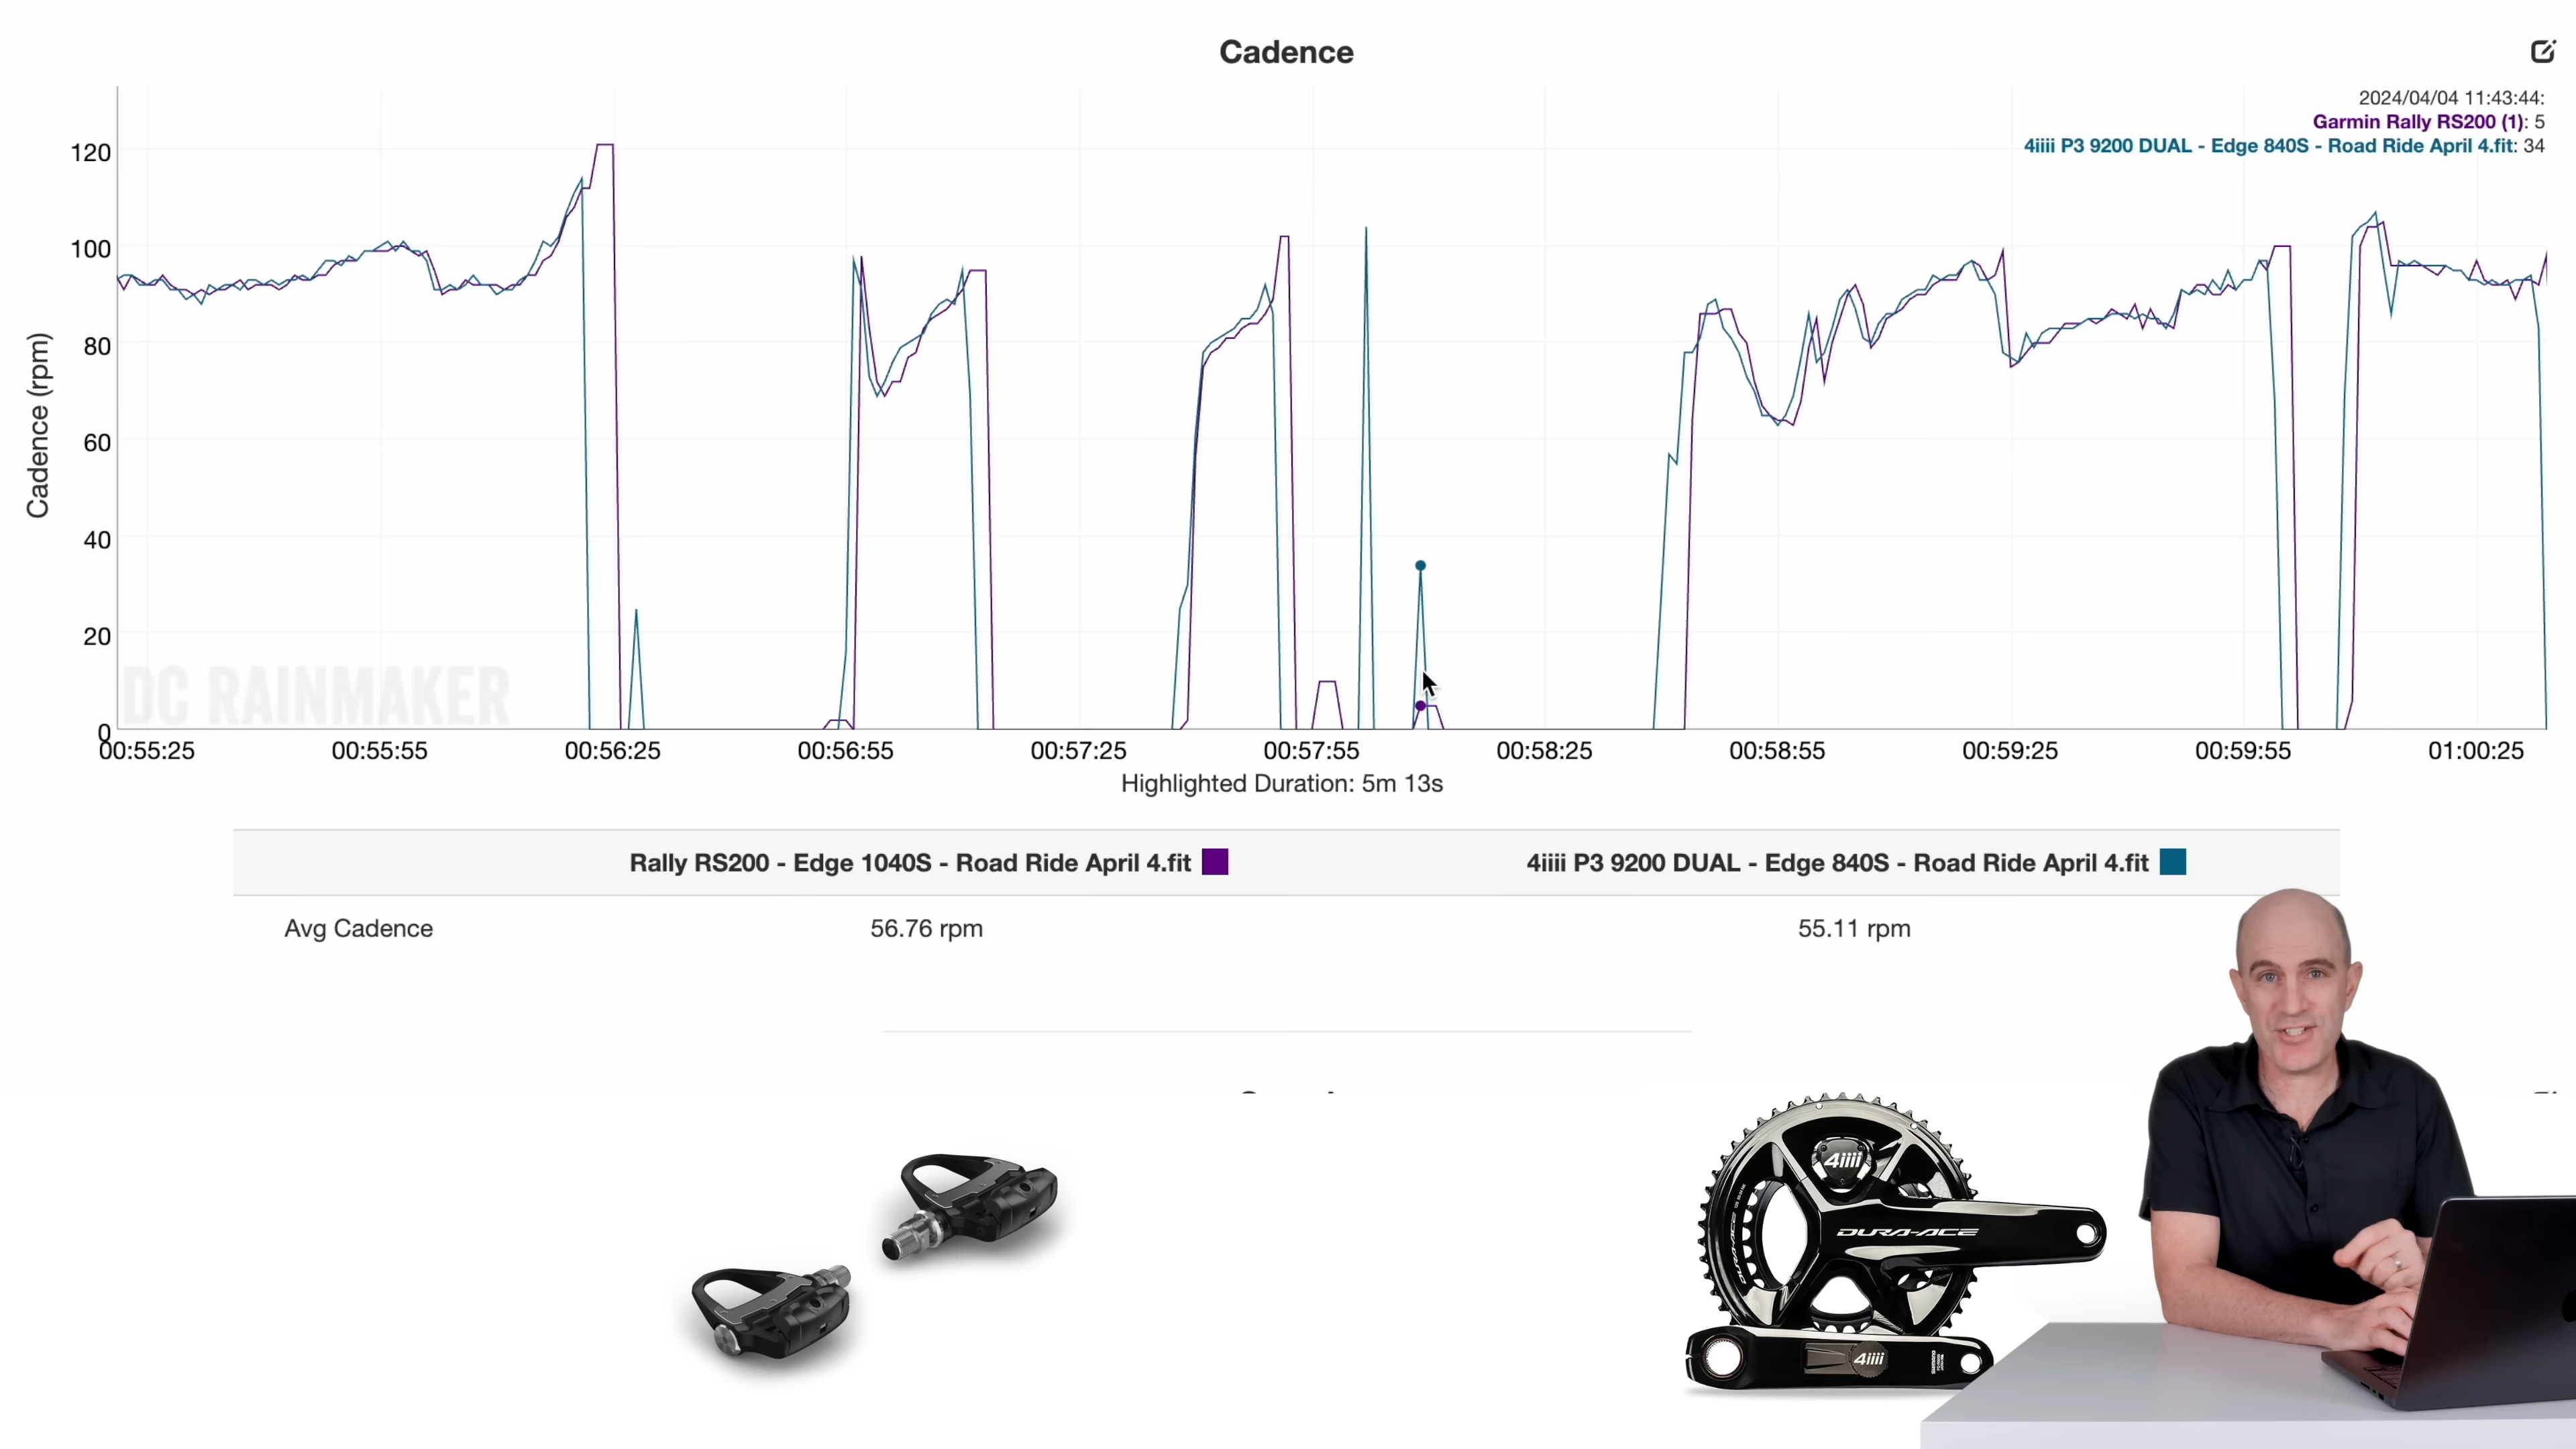 Cadence
2024/04/04 11:43:44:
Garmin Rally RS200 (1): 5
4iiii P3 9200 DUAL - Edge 840S - Road Ride April 4.fit: 34
Cadence (rpm)
120
100
80
60
40
20
0
DC RAINMAKER
00:55:25 00:55:55 00:56:25 00:56:55 00:57:25 00:57:55 00:58:25 00:58:55 00:59:25 00:59:55 01:00:25
Highlighted Duration: 5m 13s
Rally RS200 - Edge 1040S - Road Ride April 4.fit 4iiii P3 9200 DUAL - Edge 840S - Road Ride April 4.fit
Avg Cadence 56.76 rpm 55.11 rpm
4iiii
DURA-ACE
DURA-ACE
4iiii